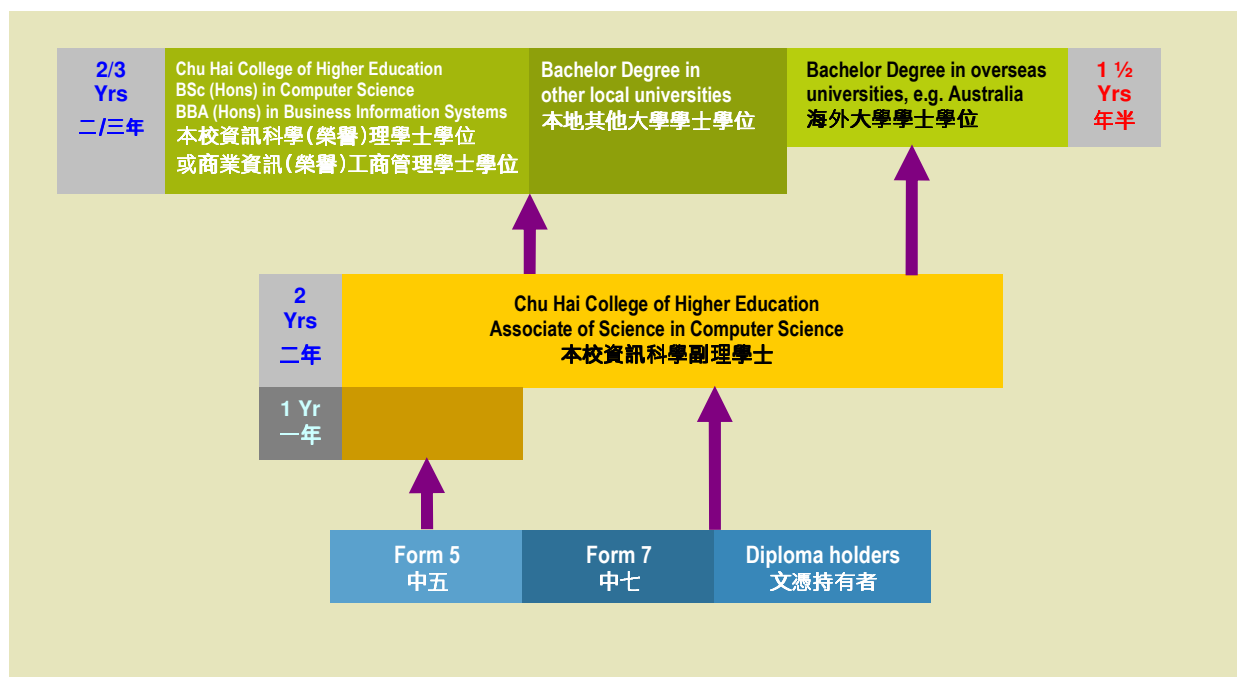 2/3
Yrs
二/三年
Chu Hai College of Higher Education
BSc (Hons) in Computer Science
BBA (Hons) in Business Information Systems
本校資訊科學(榮譽)理學士學位
或商業資訊(榮譽)工商管理學士學位
Bachelor Degree in
other local universities
本地其他大學學士學位
Bachelor Degree in overseas
universities, e.g. Australia
海外大學學士學位
1 ½
Yrs
年半
2
Yrs
二年
Chu Hai College of Higher Education
Associate of Science in Computer Science
本校資訊科學副理學士
1 Yr
一年
Form 5
中五
Form 7
中七
Diploma holders
文憑持有者